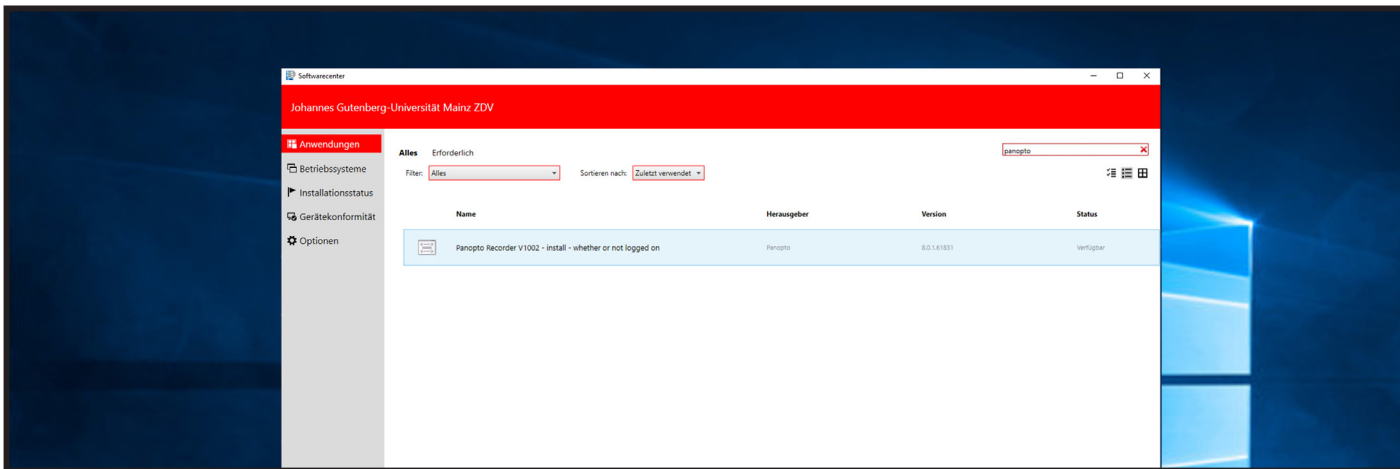 Softwarecenter
Johannes Gutenberg-Universität Mainz ZDV
Anwendungen
Betriebssysteme
Installationsstatus
Gerätekonformität
Optionen
Alles Erforderlich
panopto
Filter: Alles Sortieren nach: Zuletzt verwendet
Name Herausgeber Version Status
Panopto Recorder V1002 - install - whether or not logged on Panopto 8.0.1.61831 Verfügbar